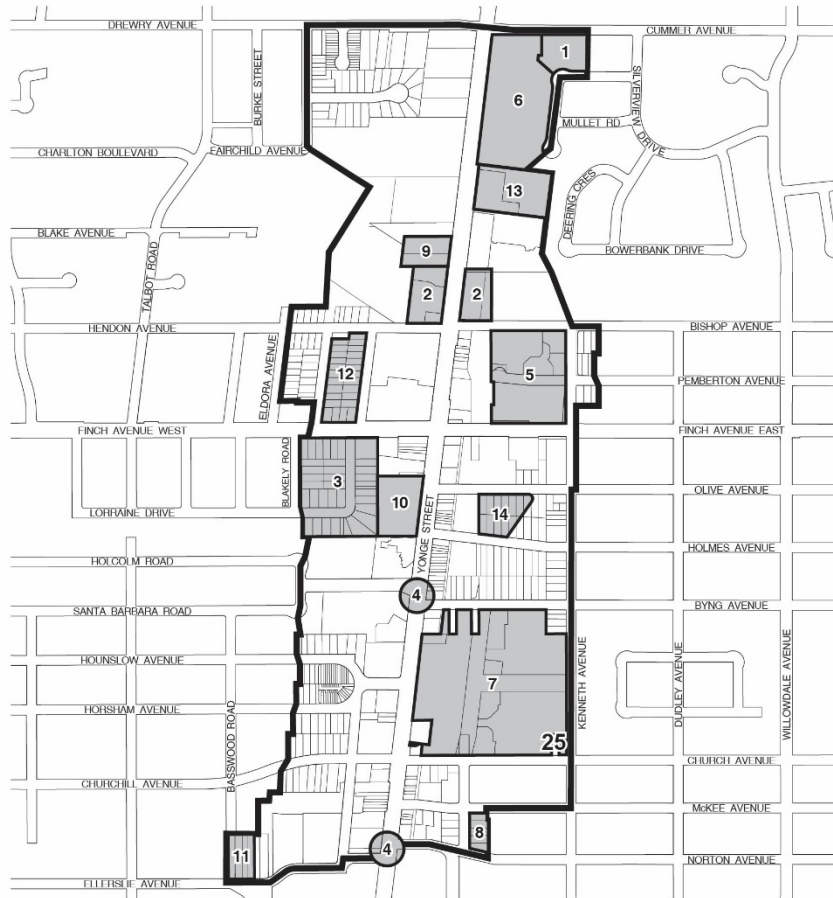 DREWRY AVENUE
CUMMER AVENUE
BURKE STREET
1
SILVERVIEW DRIVE
6
MULLET RD
CHARLTON BOULEVARD
FAIRCHILD AVENUE
13
DEERING CRES
BLAKE AVENUE
TALBOT ROAD
9
BOWERBANK DRIVE
2
2
HENDON AVENUE
BISHOP AVENUE
ELDORA AVENUE
12
5
PEMBERTON AVENUE
FINCH AVENUE WEST
FINCH AVENUE EAST
BLAKELY ROAD
3
10
14
OLIVE AVENUE
LORRAINE DRIVE
YONGE STREET
HOLMES AVENUE
HOLCOLM ROAD
4
SANTA BARBARA ROAD
BYNG AVENUE
HOUNSLOW AVENUE
7
KENNETH AVENUE
DUDLEY AVENUE
WILLOWDALE AVENUE
HORSHAM AVENUE
BASSWOOD ROAD
25
CHURCH AVENUE
CHURCHILL AVENUE
McKEE AVENUE
8
11
4
NORTON AVENUE
ELLERSLIE AVENUE